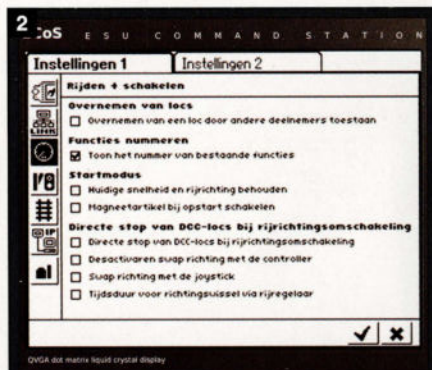 2
CoS ESU COMMAND STATION
Instellingen 1 Instellingen 2
Rijden + schakelen
Overnemen van locs
Overnemen van een loc door andere deelnemers toestaan
LINK
Functies nummeren
Toon het nummer van bestaande functies
Startmodus
Huidige snelheid en rijrichting behouden
Magneetartikel bij opstart schakelen
Directe stop van DCC-locs bij rijrichtingsomschakeling
IP
Directe stop van DCC-locs bij rijrichtingsomschakeling
Desactivaren swap richting met de controller
Swap richting met de joystick
Tijdsduur voor richtingswissel via rijregelaar
QVGA dot matrix liquid crystal display